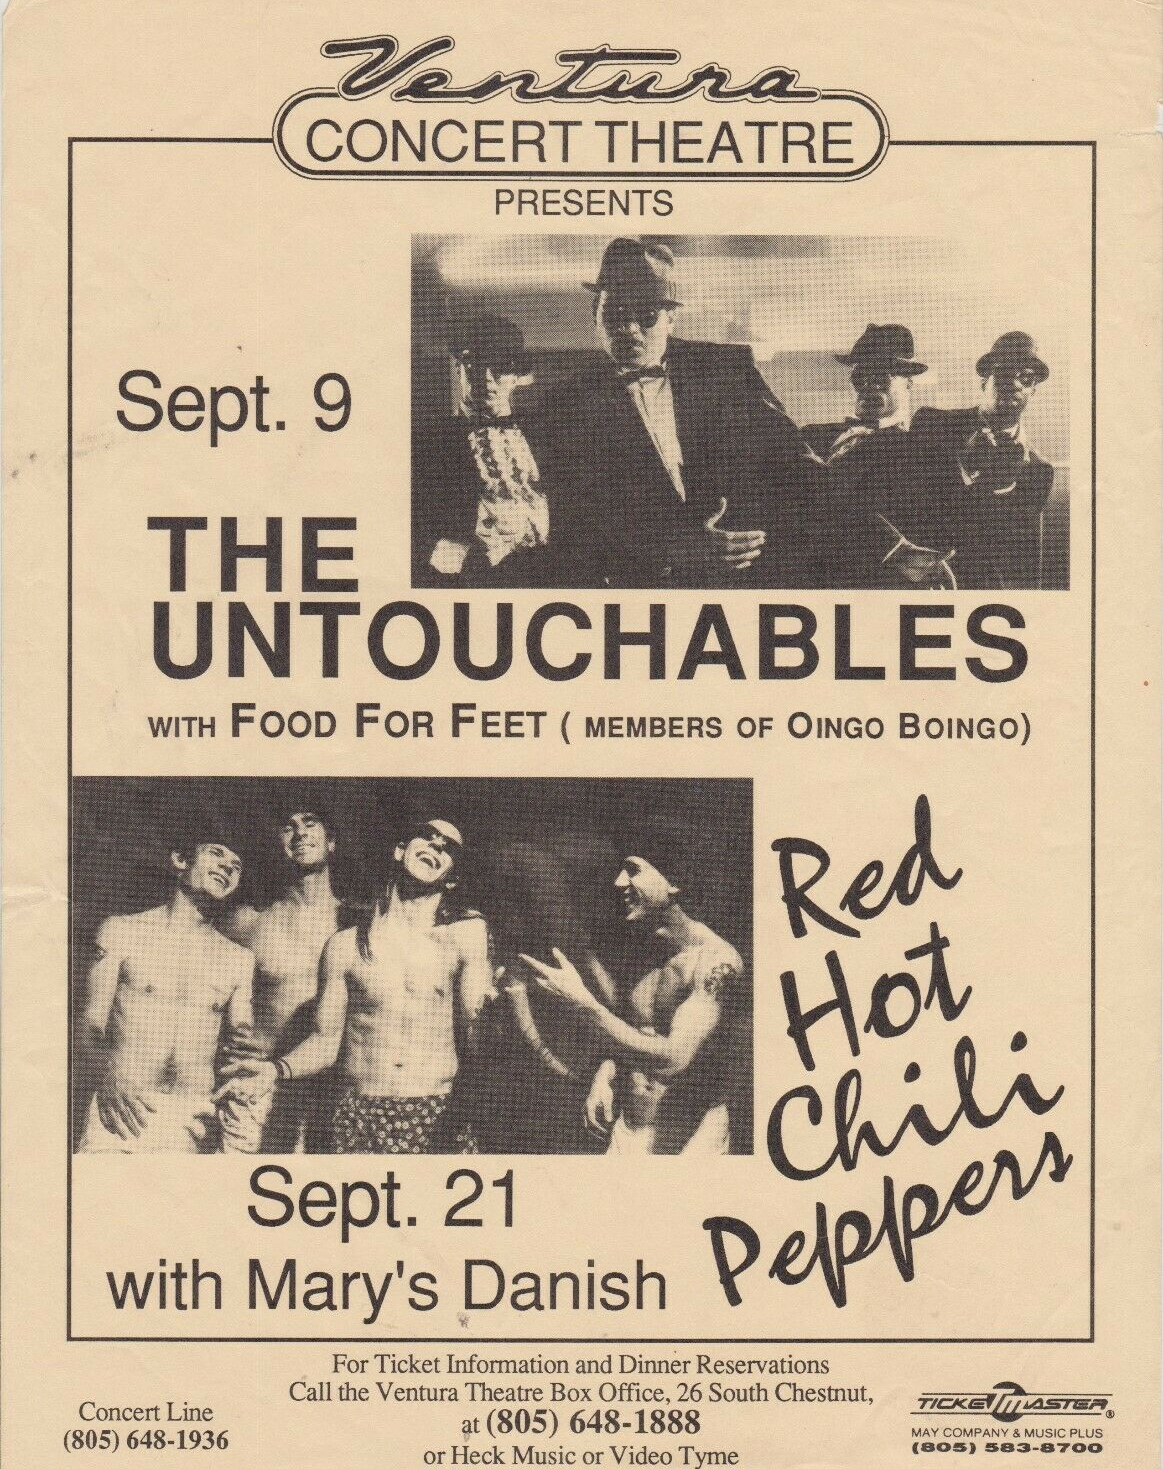 Ventura
CONCERT THEATRE
PRESENTS
Sept. 9
THE
UNTOUCHABLES
WITH FOOD FOR FEET ( MEMBERS OF OINGO BOINGO)
Red
Hot
Chili
Peppers
Sept. 21
with Mary's Danish
For Ticket Information and Dinner Reservations
Call the Ventura Theatre Box Office, 26 South Chestnut,
at (805) 648-1888
or Heck Music or Video Tyme
Concert Line
(805) 648-1936
TICKETMASTER®
MAY COMPANY & MUSIC PLUS
(805) 583-8700